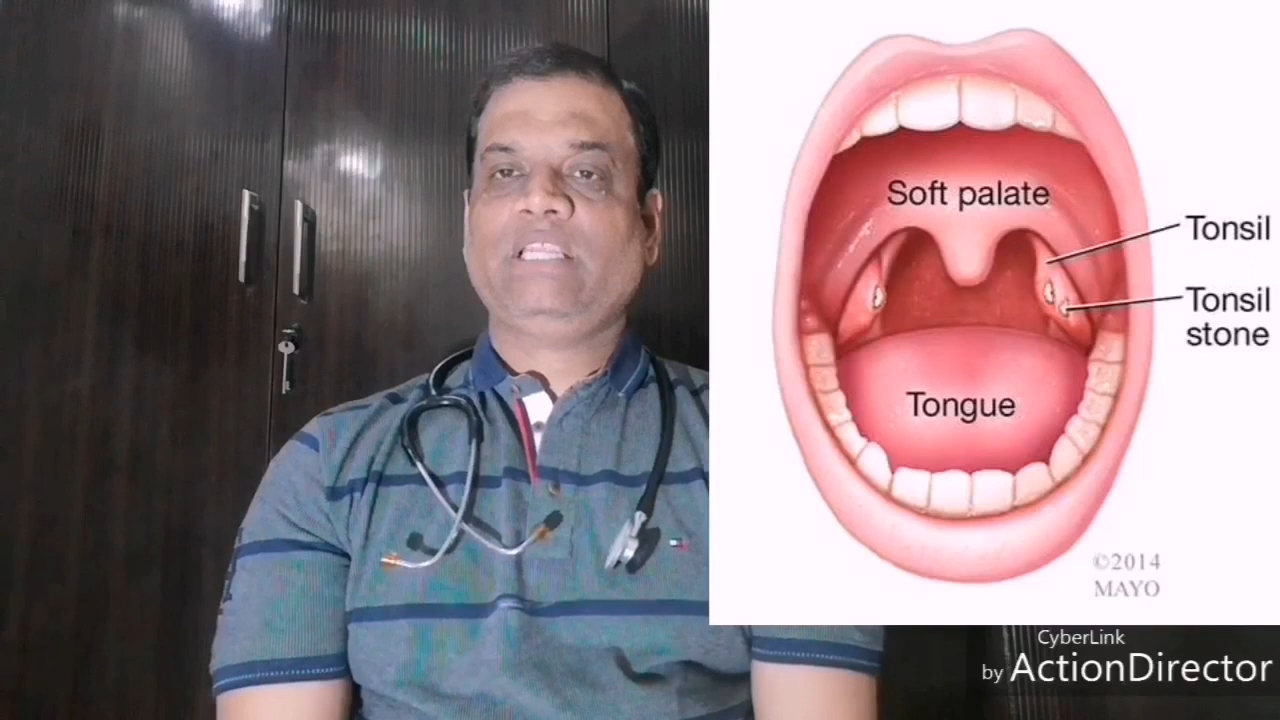 Soft palate
Tonsil
Tonsil
stone
Tongue
©2014
MAYO
CyberLink
by ActionDirector